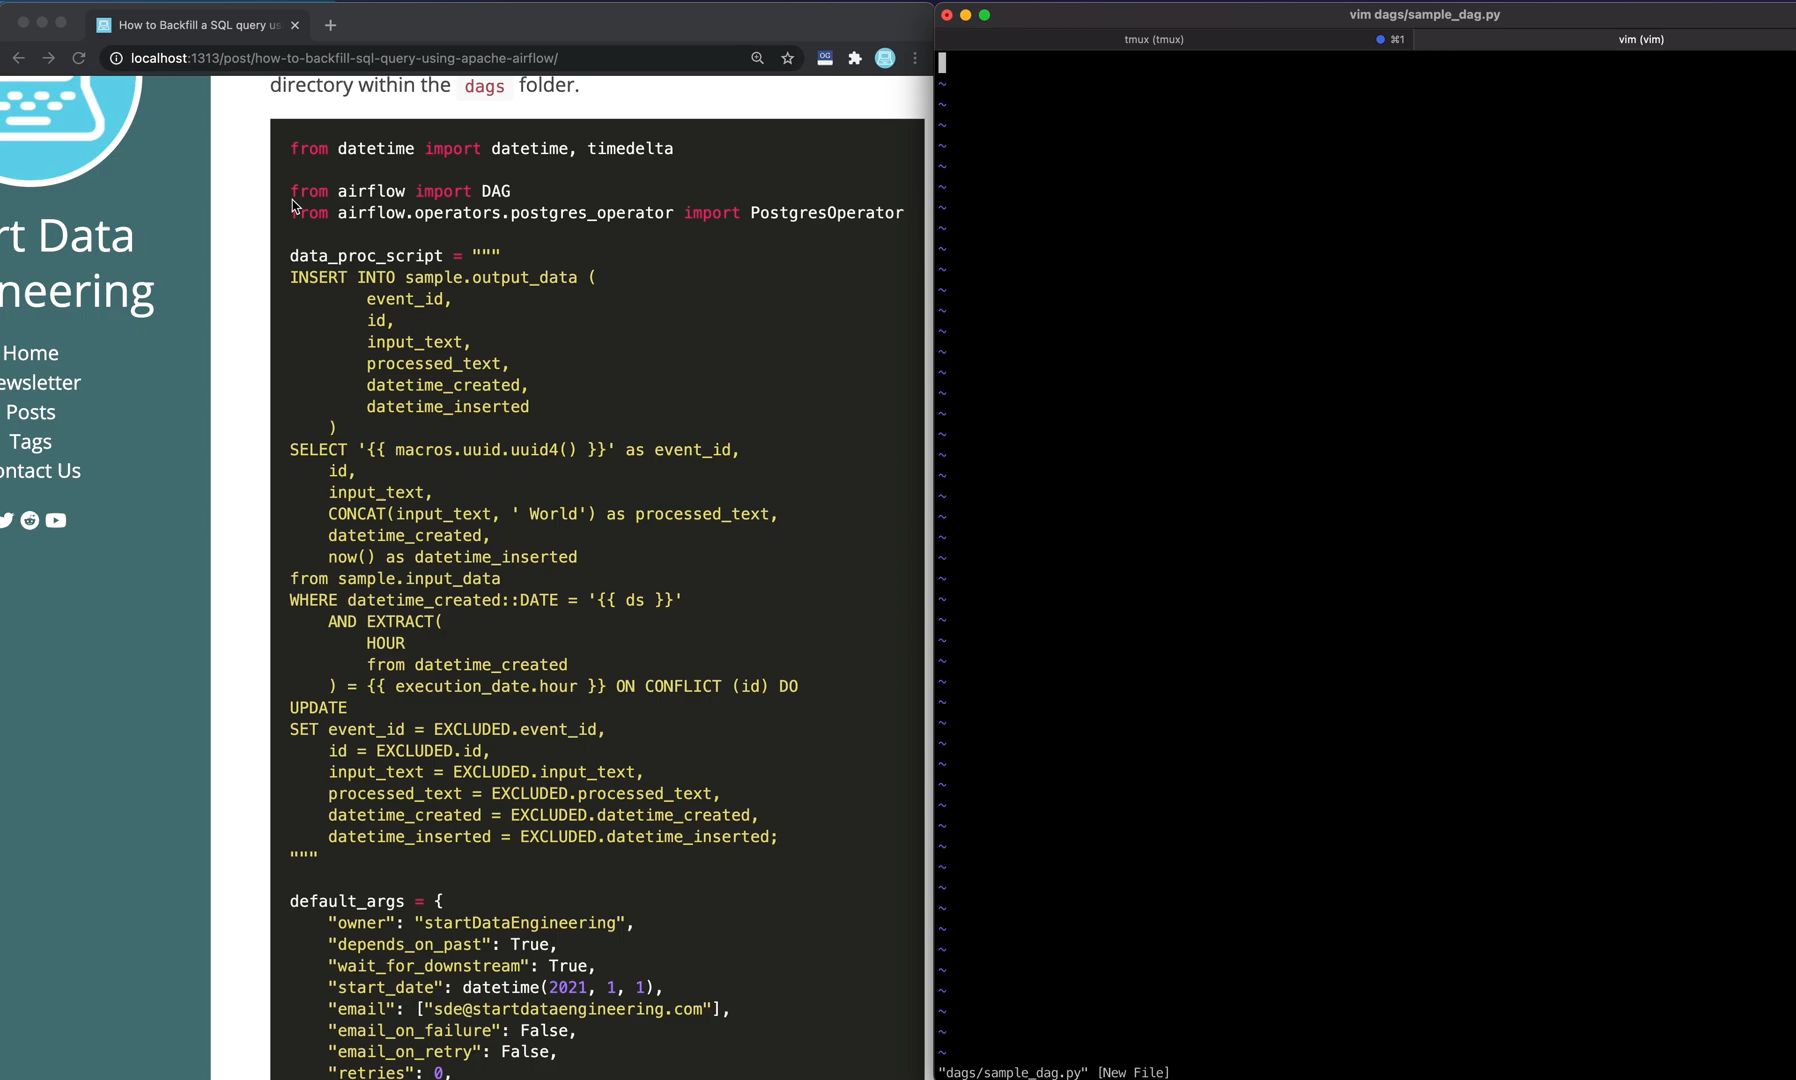 How to Backfill a SQL query us
localhost:1313/post/how-to-backfill-sql-query-using-apache-airflow/
OG
vim dags/sample_dag.py
tmux (tmux)
⌘1
vim (vim)
rt Data
neering
Home
ewsletter
Posts
Tags
ontact Us
directory within the dags folder.
from datetime import datetime, timedelta
from airflow import DAG
from airflow.operators.postgres_operator import PostgresOperator
data_proc_script = """
INSERT INTO sample.output_data (
event_id,
id,
input_text,
processed_text,
datetime_created,
datetime_inserted
)
SELECT '{{ macros.uuid.uuid4() }}' as event_id,
id,
input_text,
CONCAT(input_text, ' World') as processed_text,
datetime_created,
now() as datetime_inserted
from sample.input_data
WHERE datetime_created::DATE = '{{ ds }}'
AND EXTRACT(
HOUR
from datetime_created
) = {{ execution_date.hour }} ON CONFLICT (id) DO
UPDATE
SET event_id = EXCLUDED.event_id,
id = EXCLUDED.id,
input_text = EXCLUDED.input_text,
processed_text = EXCLUDED.processed_text,
datetime_created = EXCLUDED.datetime_created,
datetime_inserted = EXCLUDED.datetime_inserted;
"""
default_args = {
"owner": "startDataEngineering",
"depends_on_past": True,
"wait_for_downstream": True,
"start_date": datetime(2021, 1, 1),
"email": ["sde@startdataengineering.com"],
"email_on_failure": False,
"email_on_retry": False,
"retries": 0,
"dags/sample_dag.py" [New File]